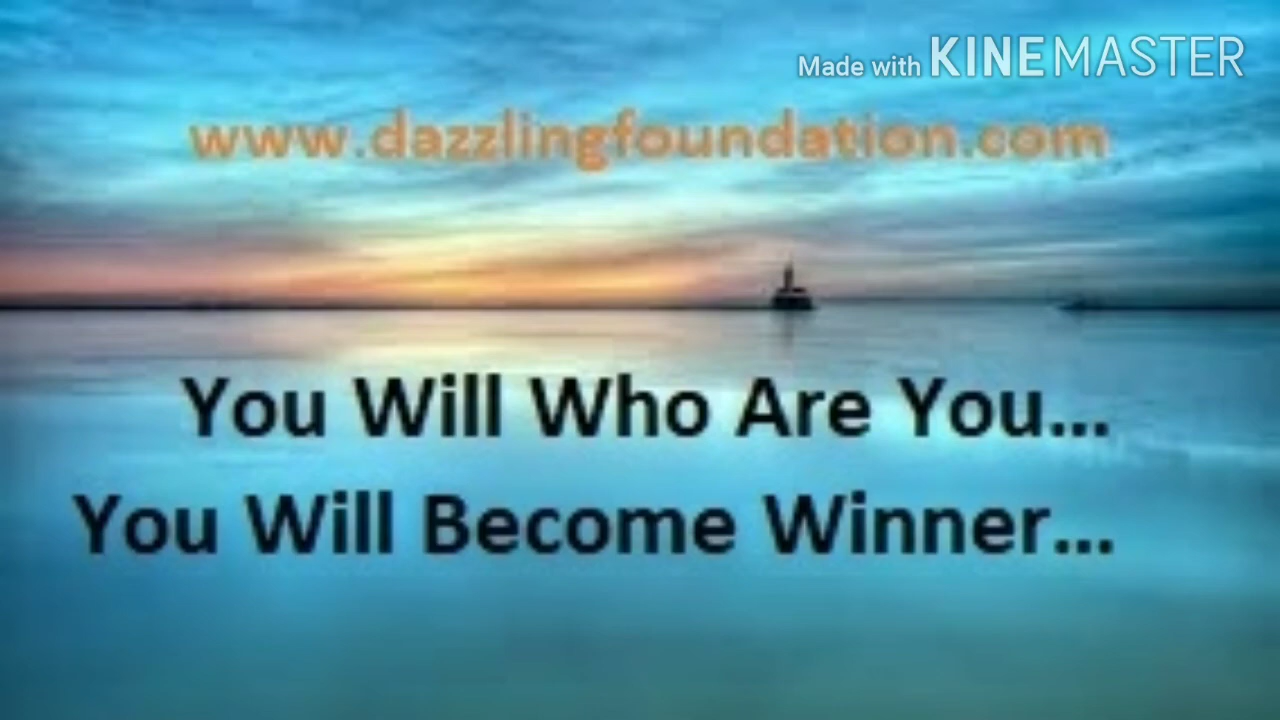 Made with KINEMASTER
www.dazzlingfoundation.com
You Will Who Are You...
You Will Become Winner...